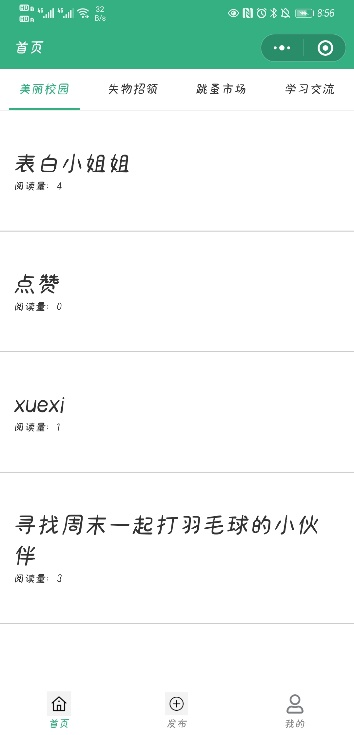 32
B/s
8:56
首页
美丽校园 失物招领 跳蚤市场 学习交流
表白小姐姐
阅读量: 4
点赞
阅读量: 0
xuexi
阅读量: 1
寻找周末一起打羽毛球的小伙
伴
阅读量: 3
首页 发布 我的